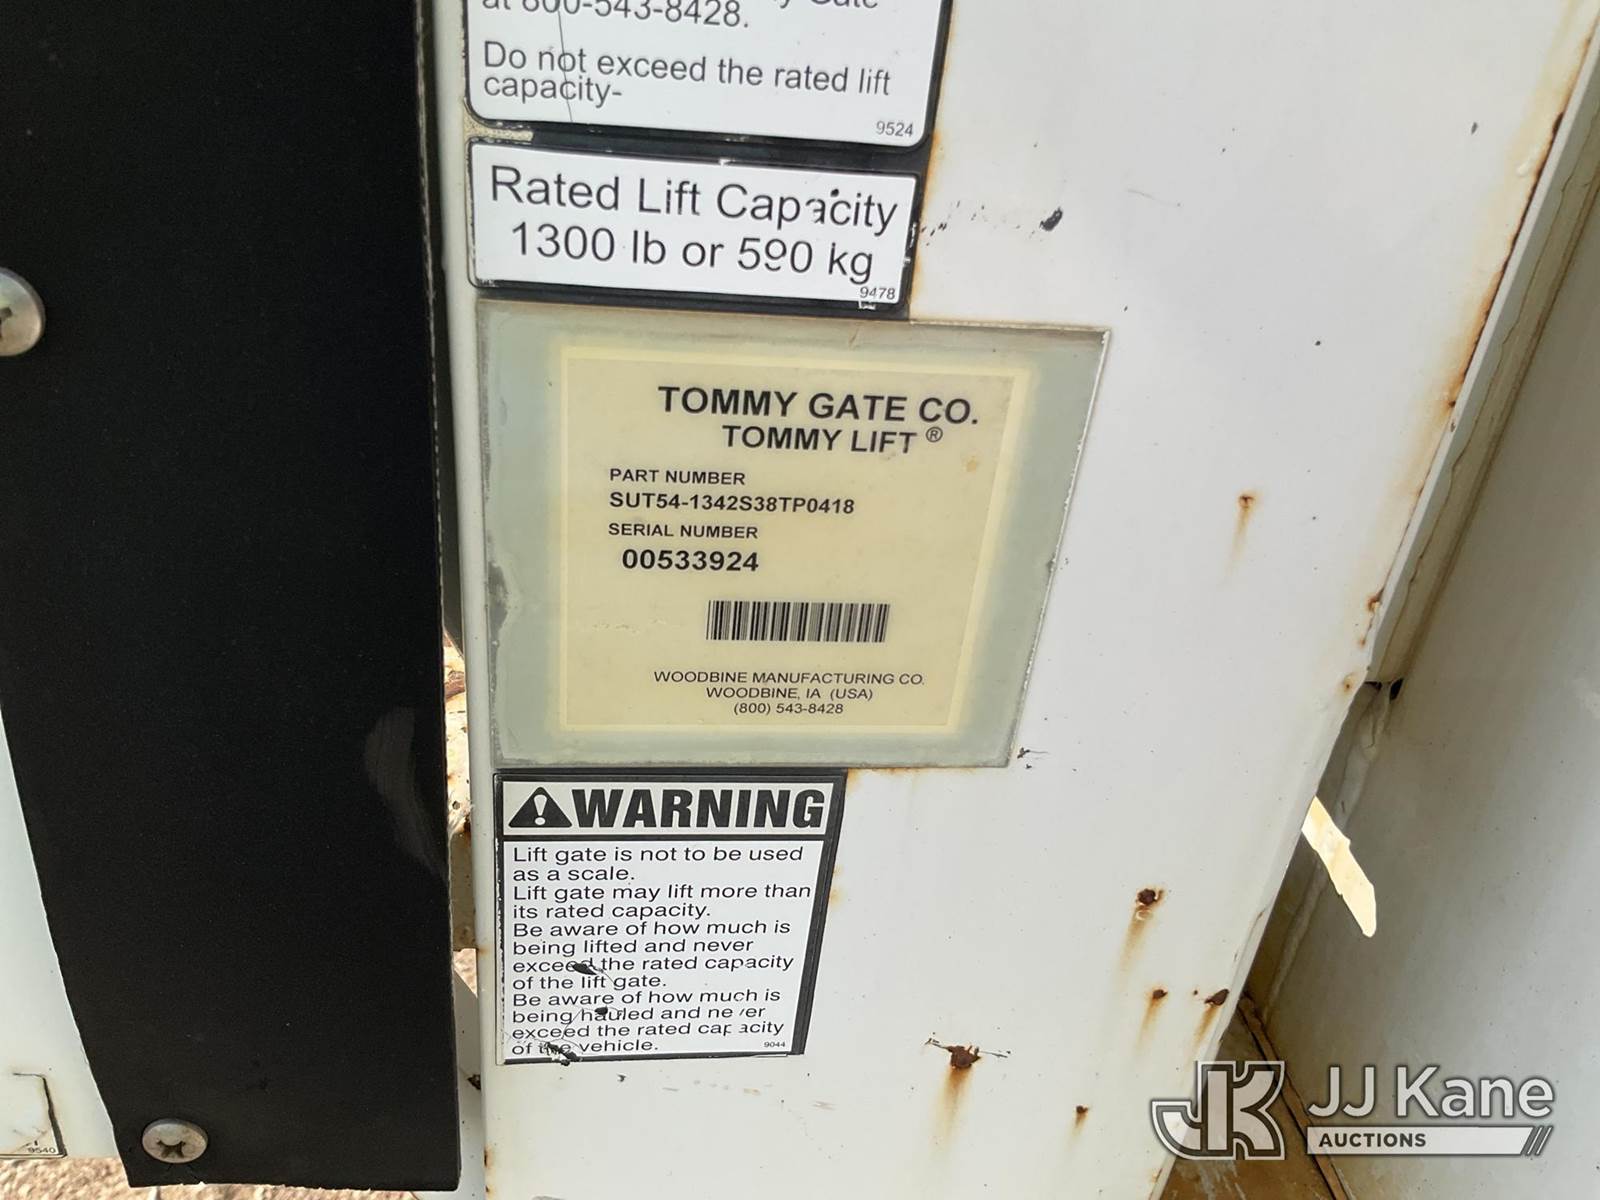 at 800-543-8428.
Do not exceed the rated lift
capacity-
9524
Rated Lift Capacity
1300 lb or 590 kg
9478
TOMMY GATE CO.
TOMMY LIFT ®
PART NUMBER
SUT54-1342S38TP0418
SERIAL NUMBER
00533924
WOODBINE MANUFACTURING CO.
WOODBINE, IA (USA)
(800) 543-8428
WARNING
Lift gate is not to be used
as a scale.
Lift gate may lift more than
its rated capacity.
Be aware of how much is
being lifted and never
exceed the rated capacity
of the lift gate.
Be aware of how much is
being hauled and never
exceed the rated capacity
of the vehicle.
9044
9540
JJ Kane
AUCTIONS